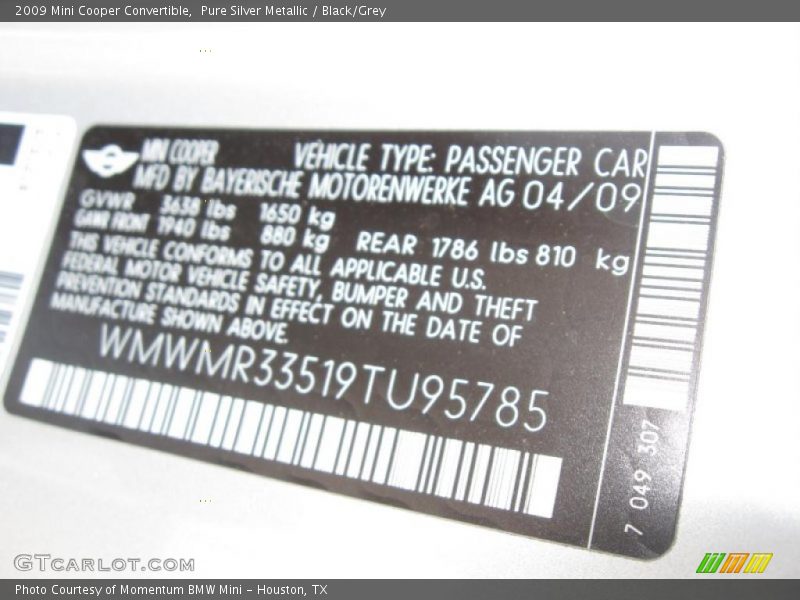 2009 Mini Cooper Convertible,  Pure Silver Metallic / Black/Grey
MINI COOPER VEHICLE TYPE: PASSENGER CAR
MFD BY BAYERISCHE MOTORENWERKE AG 04/09
GVWR 3638 lbs 1650 kg
GAWR FRONT 1940 lbs 880 kg REAR 1786 lbs 810 kg
THIS VEHICLE CONFORMS TO ALL APPLICABLE U.S.
FEDERAL MOTOR VEHICLE SAFETY, BUMPER AND THEFT
PREVENTION STANDARDS IN EFFECT ON THE DATE OF
MANUFACTURE SHOWN ABOVE.
WMWMR33519TU95785
7 049 307
GTCARLOT.COM
Photo Courtesy of Momentum BMW Mini - Houston, TX